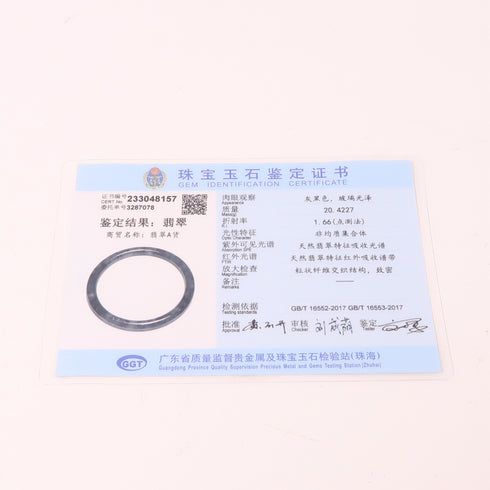 珠宝玉石鉴定证书
GEM IDENTIFICATION CERTIFICATE
证书编号 233048157
CERT.No
委托单号 3287078
鉴定结果：翡翠
商贸名称：翡翠A货
肉眼观察 灰黑色，玻璃光泽
Appearance
质量 20.4227
Mass(g)
折射率 1.66(点测法)
R.I
光性特征 非均质集合体
Optic Character
紫外可见光谱 天然翡翠特征吸收光谱
Absorption SPE
红外光谱 天然翡翠特征红外吸收谱带
FTIR
放大检查 粒状纤维交织结构，致密
Magnification
备注 ——
Remarks
检测依据 GB/T 16552-2017 GB/T 16553-2017
Testing standards
批准 审核 鉴定
Approver Checker Tester
GGT
广东省质量监督贵金属及珠宝玉石检验站(珠海)
Guangdong Province Quality Supervision Precious Metal and Gems Testing Station(Zhuhai)